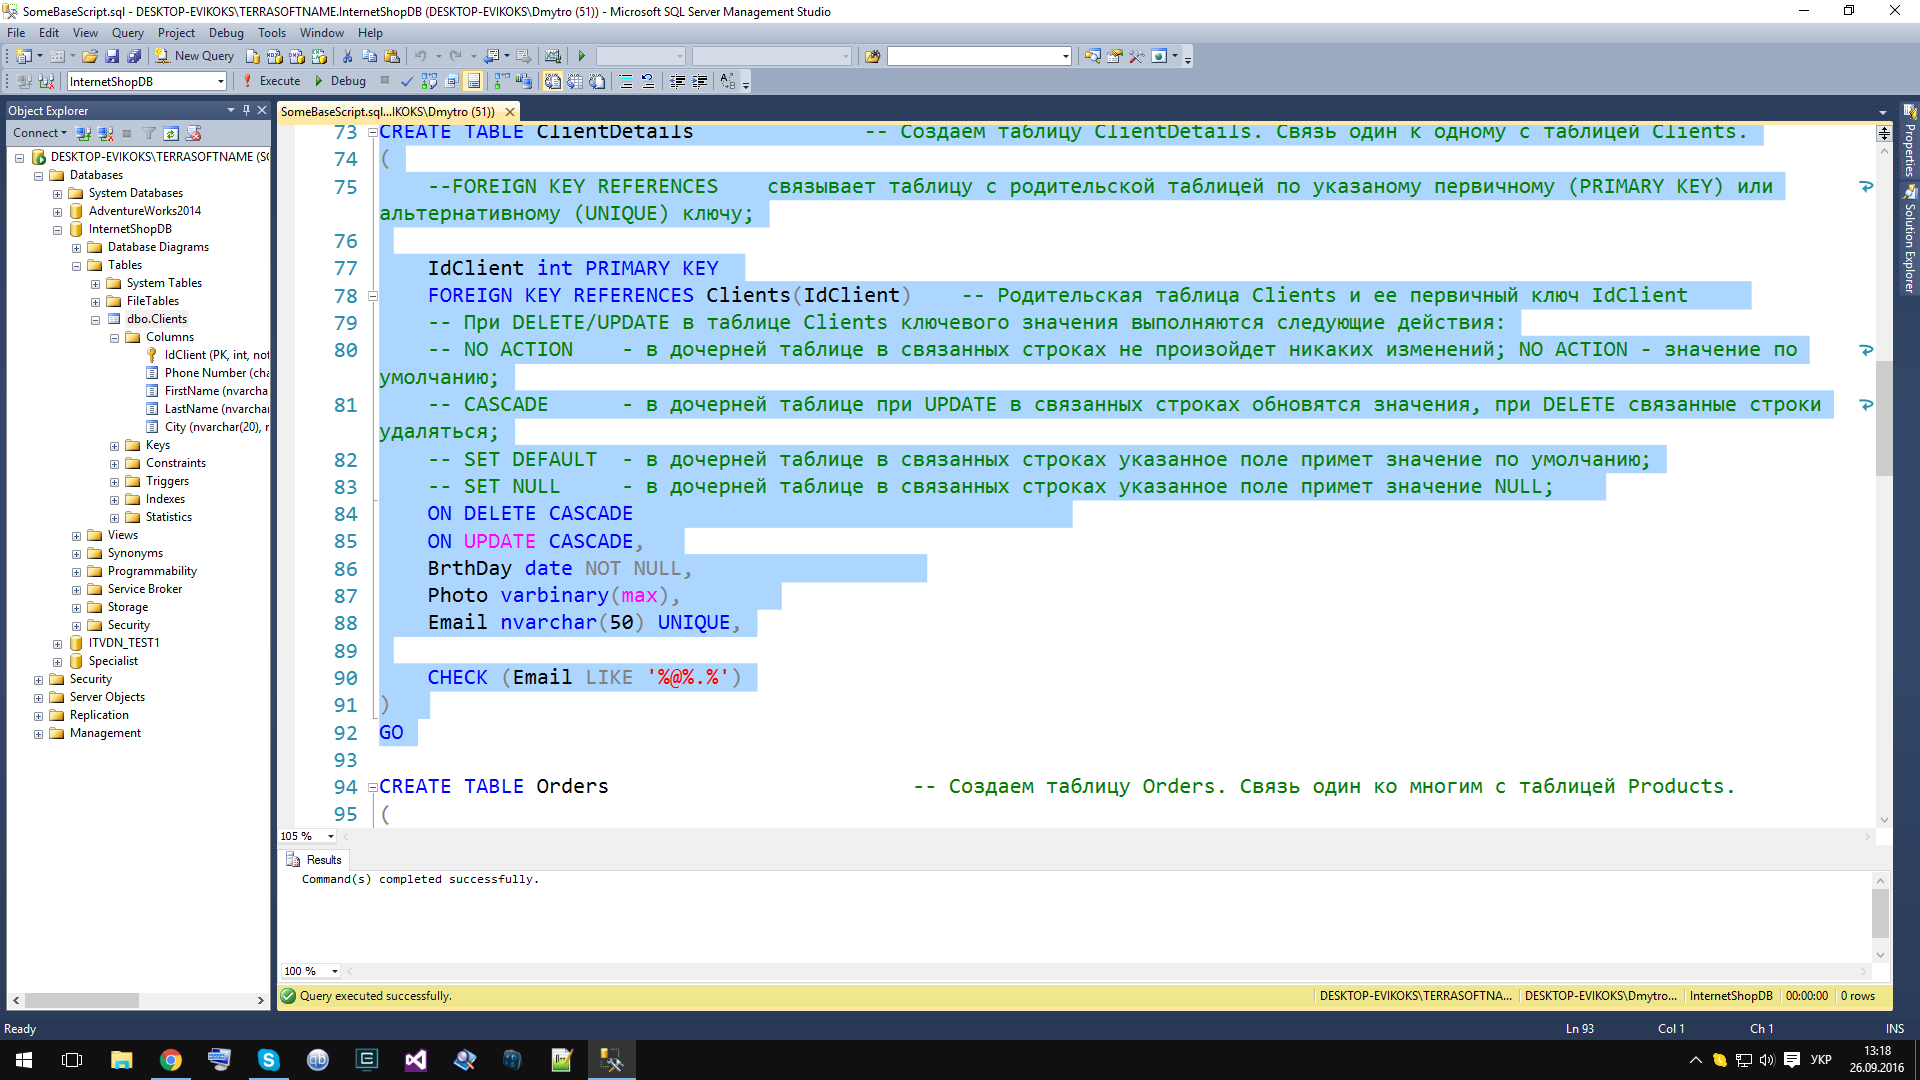 SomeBaseScript.sql - DESKTOP-EVIKOKS\TERRASOFTNAME.InternetShopDB (DESKTOP-EVIKOKS\Dmytro (51)) - Microsoft SQL Server Management Studio
File Edit View Query Project Debug Tools Window Help
New Query
InternetShopDB Execute Debug
Object Explorer
Connect
DESKTOP-EVIKOKS\TERRASOFTNAME (SQ
Databases
System Databases
AdventureWorks2014
InternetShopDB
Database Diagrams
Tables
System Tables
FileTables
dbo.Clients
Columns
IdClient (PK, int, not
Phone Number (cha
FirstName (nvarcha
LastName (nvarchar
City (nvarchar(20), n
Keys
Constraints
Triggers
Indexes
Statistics
Views
Synonyms
Programmability
Service Broker
Storage
Security
ITVDN_TEST1
Specialist
Security
Server Objects
Replication
Management
SomeBaseScript.sql...IKOKS\Dmytro (51))
73 CREATE TABLE ClientDetails -- Создаем таблицу ClientDetails. Связь один к одному с таблицей Clients.
74 (
75 --FOREIGN KEY REFERENCES связывает таблицу с родительской таблицей по указаному первичному (PRIMARY KEY) или
альтернативному (UNIQUE) ключу;
76
77 IdClient int PRIMARY KEY
78 FOREIGN KEY REFERENCES Clients(IdClient) -- Родительская таблица Clients и ее первичный ключ IdClient
79 -- При DELETE/UPDATE в таблице Clients ключевого значения выполняются следующие действия:
80 -- NO ACTION - в дочерней таблице в связанных строках не произойдет никаких изменений; NO ACTION - значение по
умолчанию;
81 -- CASCADE - в дочерней таблице при UPDATE в связанных строках обновятся значения, при DELETE связанные строки
удаляться;
82 -- SET DEFAULT - в дочерней таблице в связанных строках указанное поле примет значение по умолчанию;
83 -- SET NULL - в дочерней таблице в связанных строках указанное поле примет значение NULL;
84 ON DELETE CASCADE
85 ON UPDATE CASCADE,
86 BrthDay date NOT NULL,
87 Photo varbinary(max),
88 Email nvarchar(50) UNIQUE,
89
90 CHECK (Email LIKE '%@%.%')
91 )
92 GO
93
94 CREATE TABLE Orders -- Создаем таблицу Orders. Связь один ко многим с таблицей Products.
95 (
105 %
Results
Command(s) completed successfully.
100 %
Query executed successfully. DESKTOP-EVIKOKS\TERRASOFTNA... DESKTOP-EVIKOKS\Dmytro... InternetShopDB 00:00:00 0 rows
Properties
Solution Explorer
Ready Ln 93 Col 1 Ch 1 INS
УКР
13:18
26.09.2016